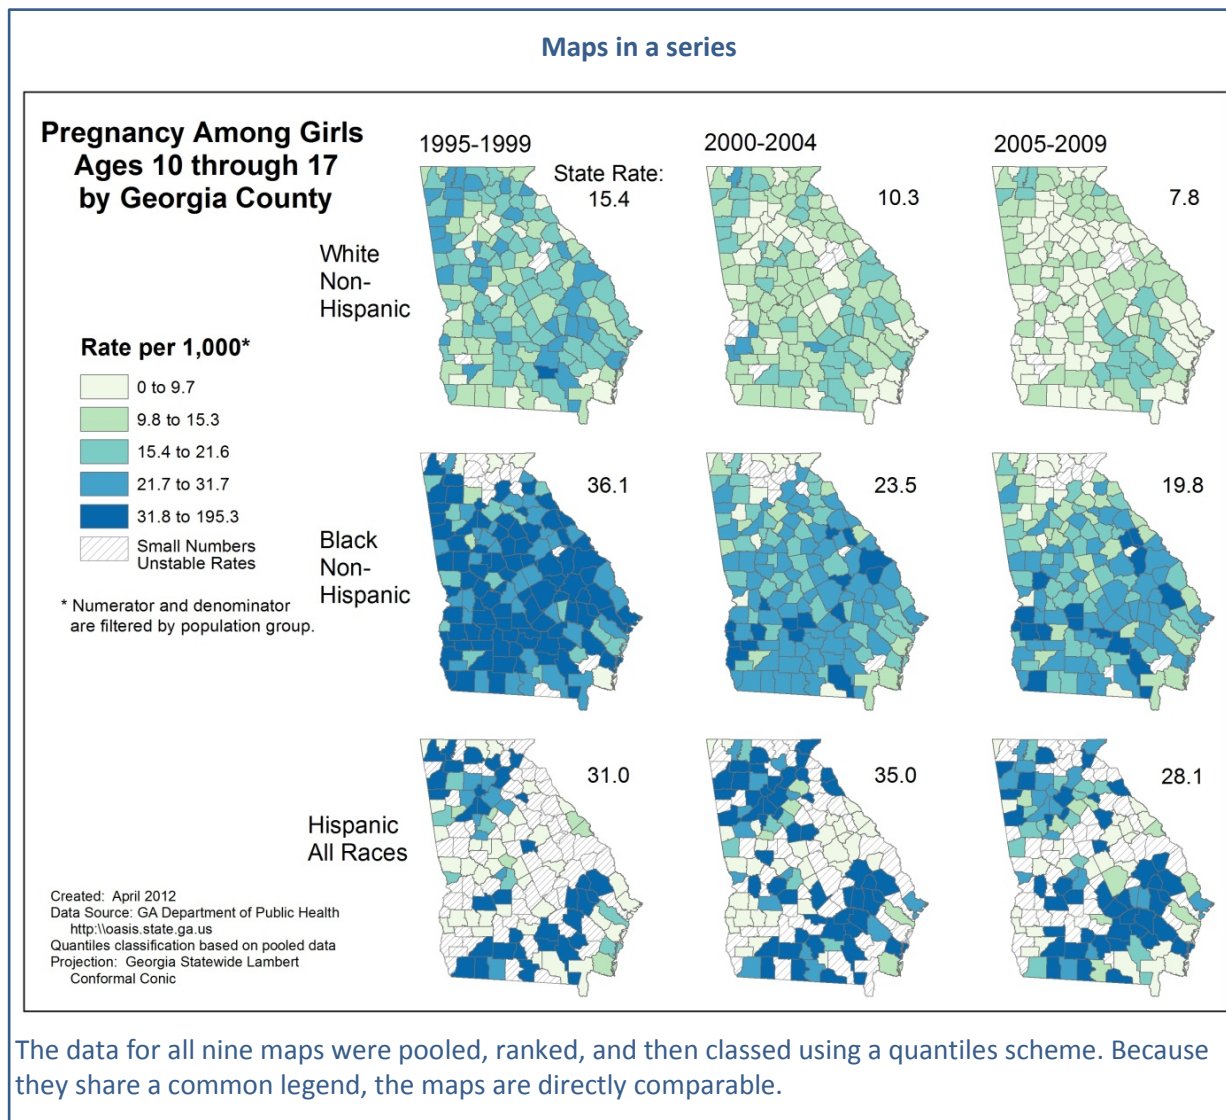 Maps in a series
Pregnancy Among Girls
Ages 10 through 17
by Georgia County
1995-1999
2000-2004
2005-2009
State Rate:
15.4
10.3
7.8
White
Non-
Hispanic
Rate per 1,000*
0 to 9.7
9.8 to 15.3
15.4 to 21.6
21.7 to 31.7
31.8 to 195.3
Small Numbers
Unstable Rates
* Numerator and denominator
are filtered by population group.
36.1
23.5
19.8
Black
Non-
Hispanic
31.0
35.0
28.1
Hispanic
All Races
Created: April 2012
Data Source: GA Department of Public Health
http:\\oasis.state.ga.us
Quantiles classification based on pooled data
Projection: Georgia Statewide Lambert
Conformal Conic
The data for all nine maps were pooled, ranked, and then classed using a quantiles scheme. Because
they share a common legend, the maps are directly comparable.